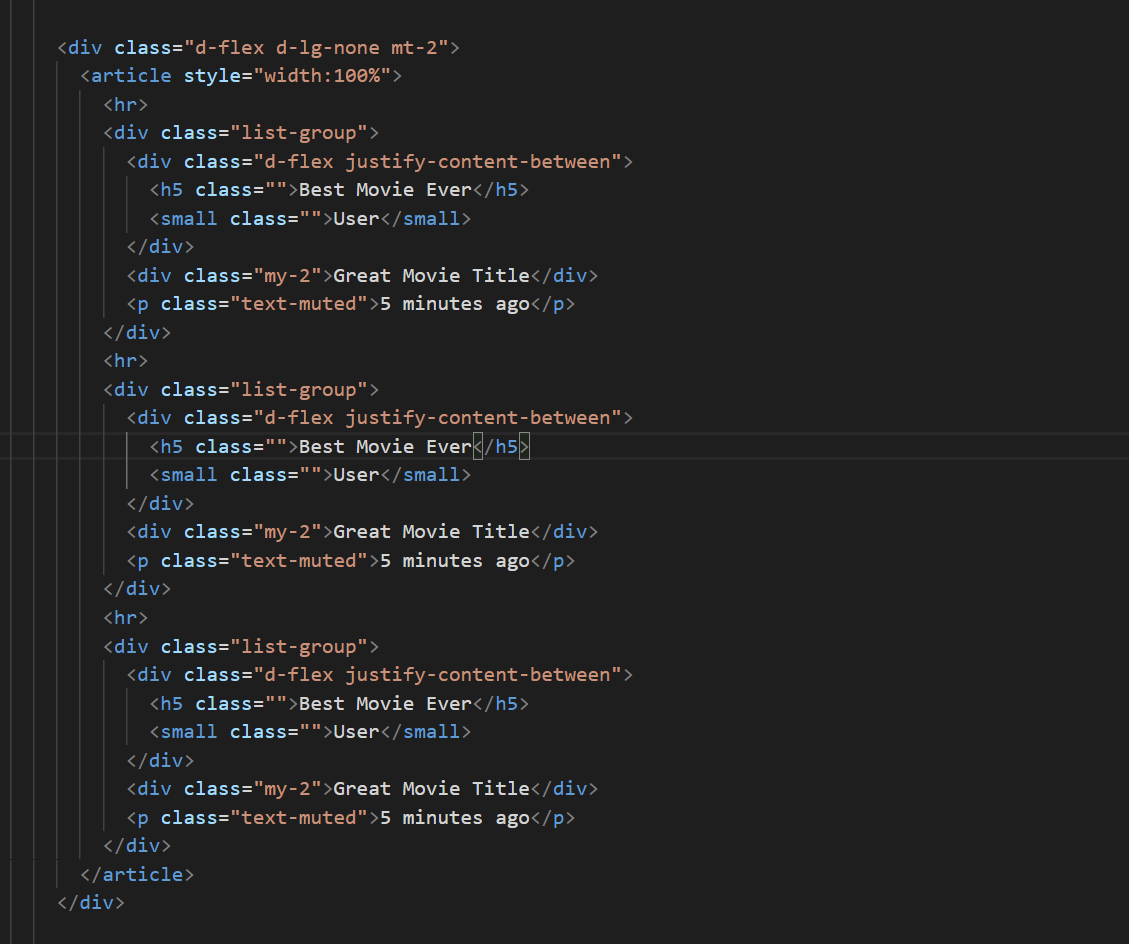 <div class="d-flex d-lg-none mt-2">
<article style="width:100%">
<hr>
<div class="list-group">
<div class="d-flex justify-content-between">
<h5 class="">Best Movie Ever</h5>
<small class="">User</small>
</div>
<div class="my-2">Great Movie Title</div>
<p class="text-muted">5 minutes ago</p>
</div>
<hr>
<div class="list-group">
<div class="d-flex justify-content-between">
<h5 class="">Best Movie Ever</h5>
<small class="">User</small>
</div>
<div class="my-2">Great Movie Title</div>
<p class="text-muted">5 minutes ago</p>
</div>
<hr>
<div class="list-group">
<div class="d-flex justify-content-between">
<h5 class="">Best Movie Ever</h5>
<small class="">User</small>
</div>
<div class="my-2">Great Movie Title</div>
<p class="text-muted">5 minutes ago</p>
</div>
</article>
</div>